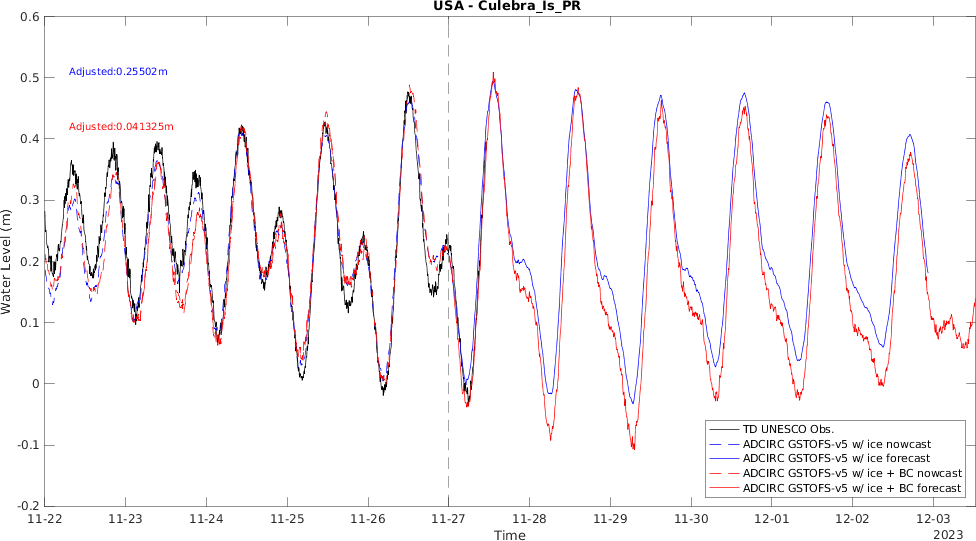 USA - Culebra_Is_PR
0.6
0.5
0.4
0.3
0.2
0.1
0
-0.1
-0.2
Water Level (m)
Adjusted:0.25502m
Adjusted:0.041325m
TD UNESCO Obs.
ADCIRC GSTOFS-v5 w/ ice nowcast
ADCIRC GSTOFS-v5 w/ ice forecast
ADCIRC GSTOFS-v5 w/ ice + BC nowcast
ADCIRC GSTOFS-v5 w/ ice + BC forecast
11-22 11-23 11-24 11-25 11-26 11-27 11-28 11-29 11-30 12-01 12-02 12-03
Time
2023